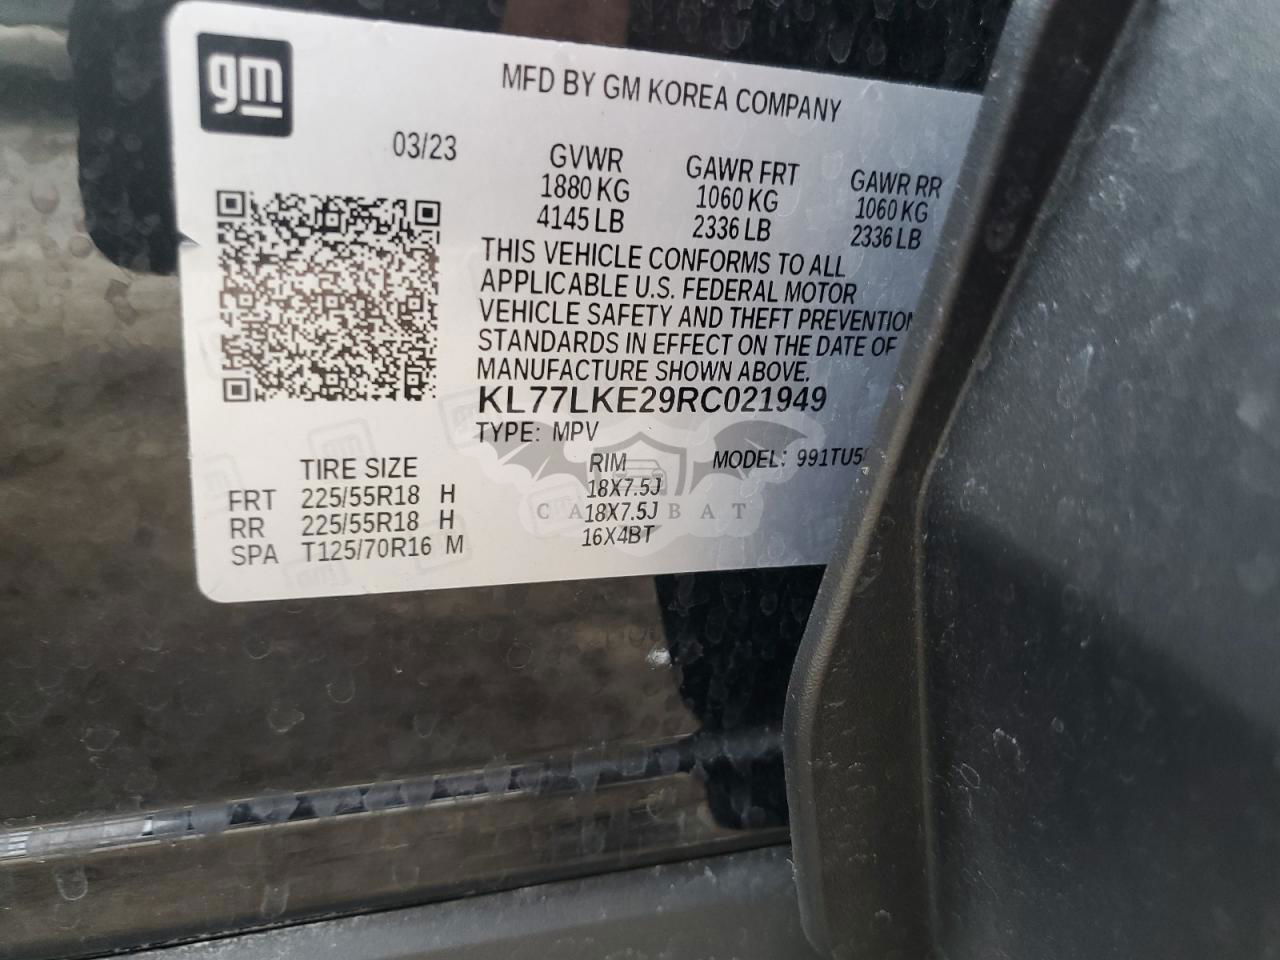 gm
MFD BY GM KOREA COMPANY
03/23
GVWR GAWR FRT GAWR RR
1880 KG 1060 KG 1060 KG
4145 LB 2336 LB 2336 LB
THIS VEHICLE CONFORMS TO ALL
APPLICABLE U.S. FEDERAL MOTOR
VEHICLE SAFETY AND THEFT PREVENTION
STANDARDS IN EFFECT ON THE DATE OF
MANUFACTURE SHOWN ABOVE.
KL77LKE29RC021949
TYPE: MPV
TIRE SIZE RIM MODEL: 991TU5
FRT 225/55R18 H 18X7.5J
RR 225/55R18 H 18X7.5J
SPA T125/70R16 M 16X4BT
CARBAT